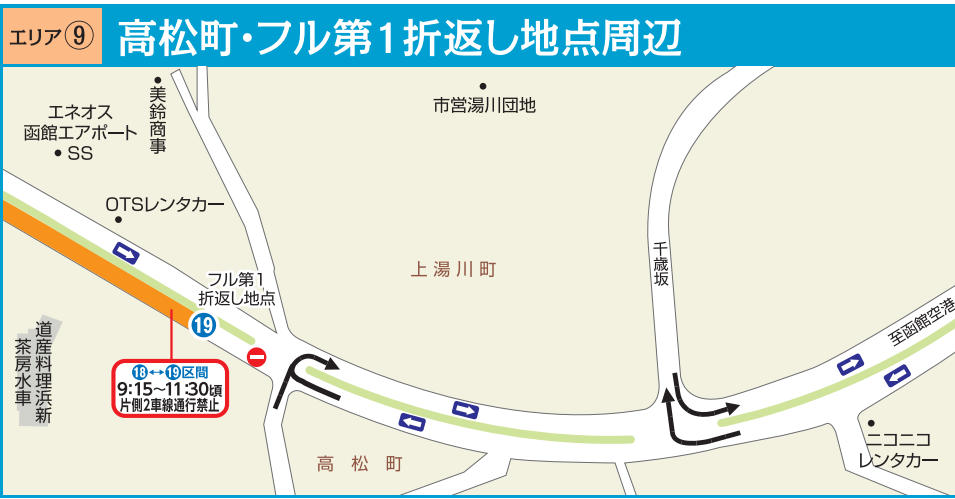 エリア⑨
高松町・フル第1折返し地点周辺
美鈴商事
市営湯川団地
エネオス
函館エアポート
SS
OTSレンタカー
千歳坂
上湯川町
フル第1
折返し地点
至函館空港
19
道産料理浜新
茶房水車
18↔19区間
9:15〜11:30頃
片側2車線通行禁止
ニコニコ
レンタカー
高松町